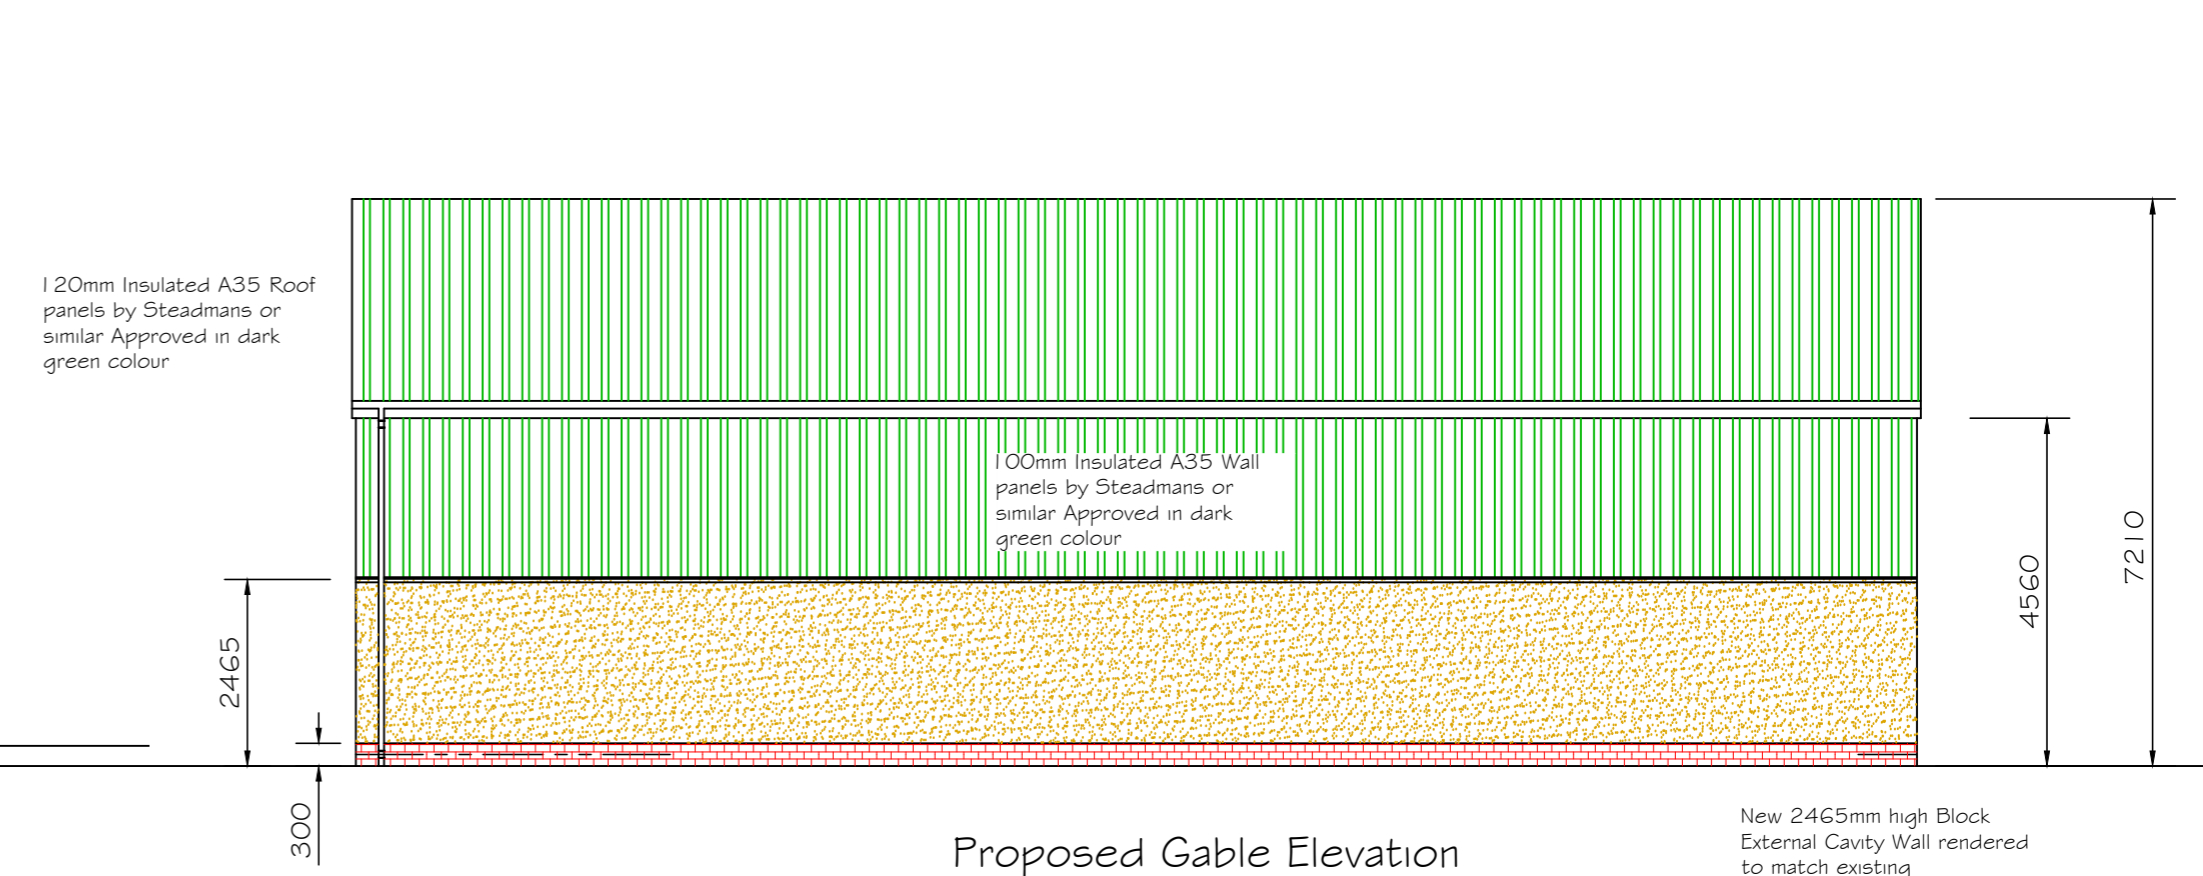 120mm Insulated A35 Roof
panels by Steadmans or
similar Approved in dark
green colour
100mm Insulated A35 Wall
panels by Steadmans or
similar Approved in dark
green colour
2465
300
4560
7210
Proposed Gable Elevation
New 2465mm high Block
External Cavity Wall rendered
to match existing